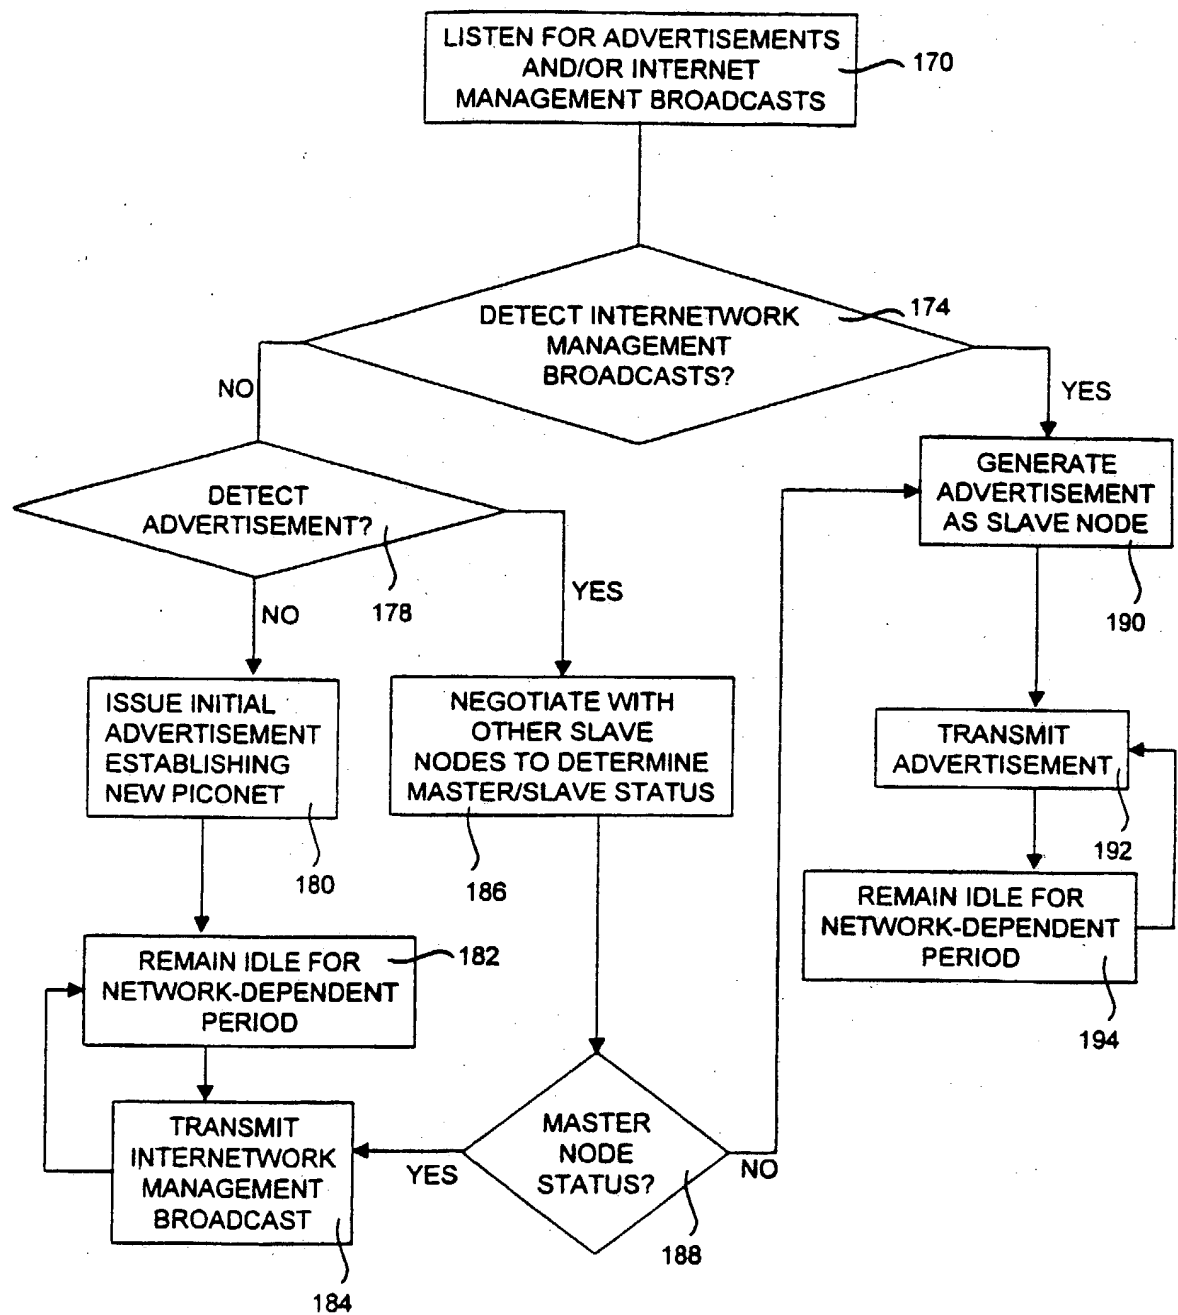 LISTEN FOR ADVERTISEMENTS
AND/OR INTERNET
MANAGEMENT BROADCASTS
170
DETECT INTERNETWORK
MANAGEMENT
BROADCASTS?
174
NO
YES
DETECT
ADVERTISEMENT?
178
GENERATE
ADVERTISEMENT
AS SLAVE NODE
190
NO
YES
ISSUE INITIAL
ADVERTISEMENT
ESTABLISHING
NEW PICONET
180
NEGOTIATE WITH
OTHER SLAVE
NODES TO DETERMINE
MASTER/SLAVE STATUS
186
TRANSMIT
ADVERTISEMENT
192
REMAIN IDLE FOR
NETWORK-DEPENDENT
PERIOD
194
REMAIN IDLE FOR
NETWORK-DEPENDENT
PERIOD
182
TRANSMIT
INTERNETWORK
MANAGEMENT
BROADCAST
184
YES
MASTER
NODE
STATUS?
188
NO